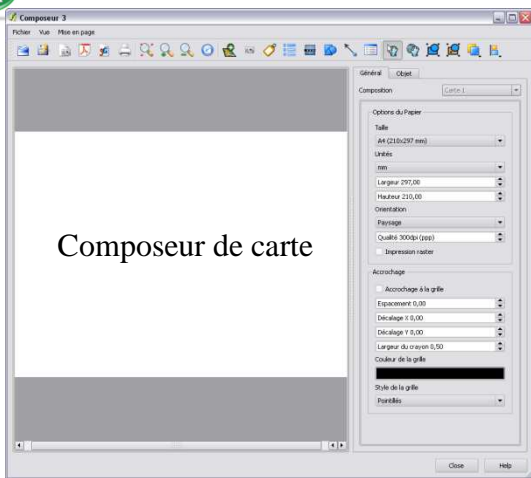 Composeur 3
Fichier Vue Mise en page
Général Objet
Composition Carte 1
Options du Papier
Taille
A4 (210x297 mm)
Unités
mm
Largeur 297,00
Hauteur 210,00
Orientation
Paysage
Qualité 300dpi (ppp)
Impression raster
Accrochage
Accrochage à la grille
Espacement 0,00
Décalage X 0,00
Décalage Y 0,00
Largeur du crayon 0,50
Couleur de la grille
Style de la grille
Pointillés
Composeur de carte
Close Help